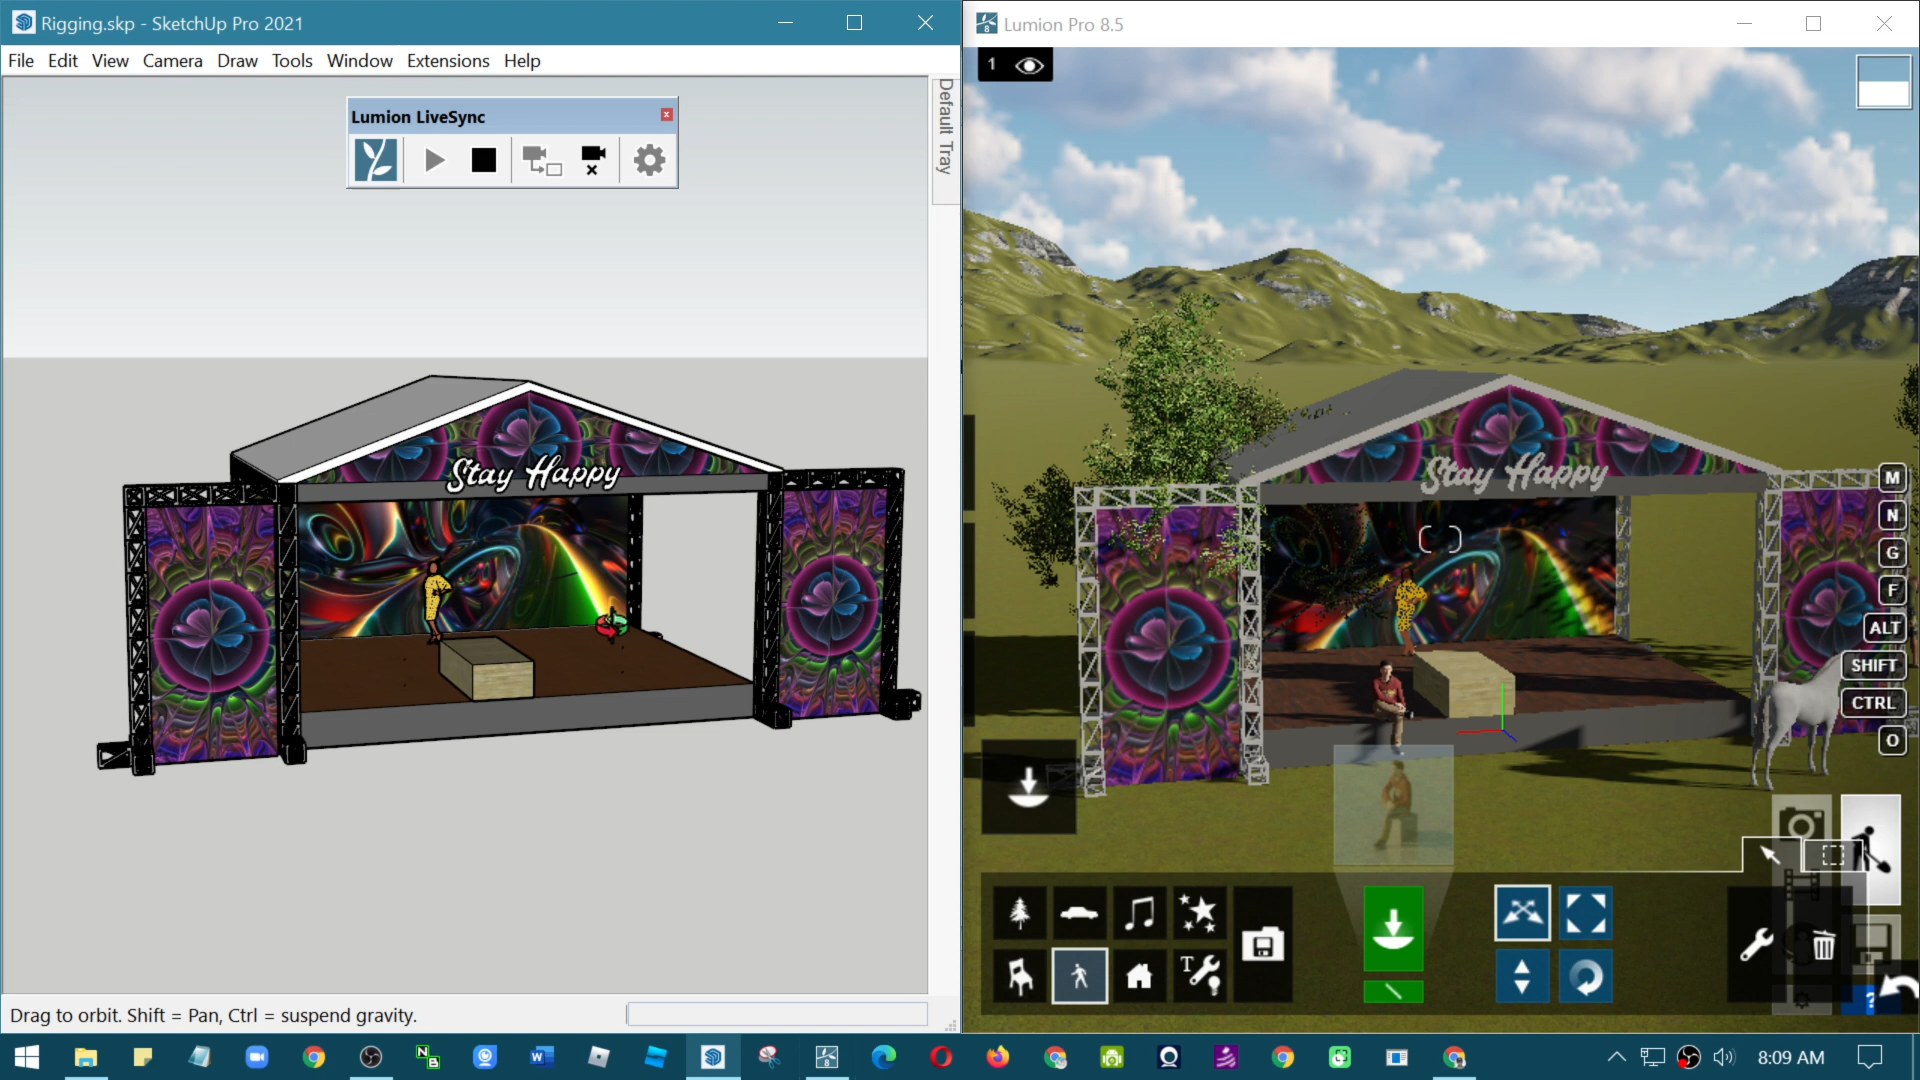 Rigging.skp - SketchUp Pro 2021
File Edit View Camera Draw Tools Window Extensions Help
Lumion LiveSync
Default Tray
Stay Happy
Drag to orbit. Shift = Pan, Ctrl = suspend gravity.
Lumion Pro 8.5
1
Stay Happy
M
N
G
F
ALT
SHIFT
CTRL
O
T
?
8:09 AM